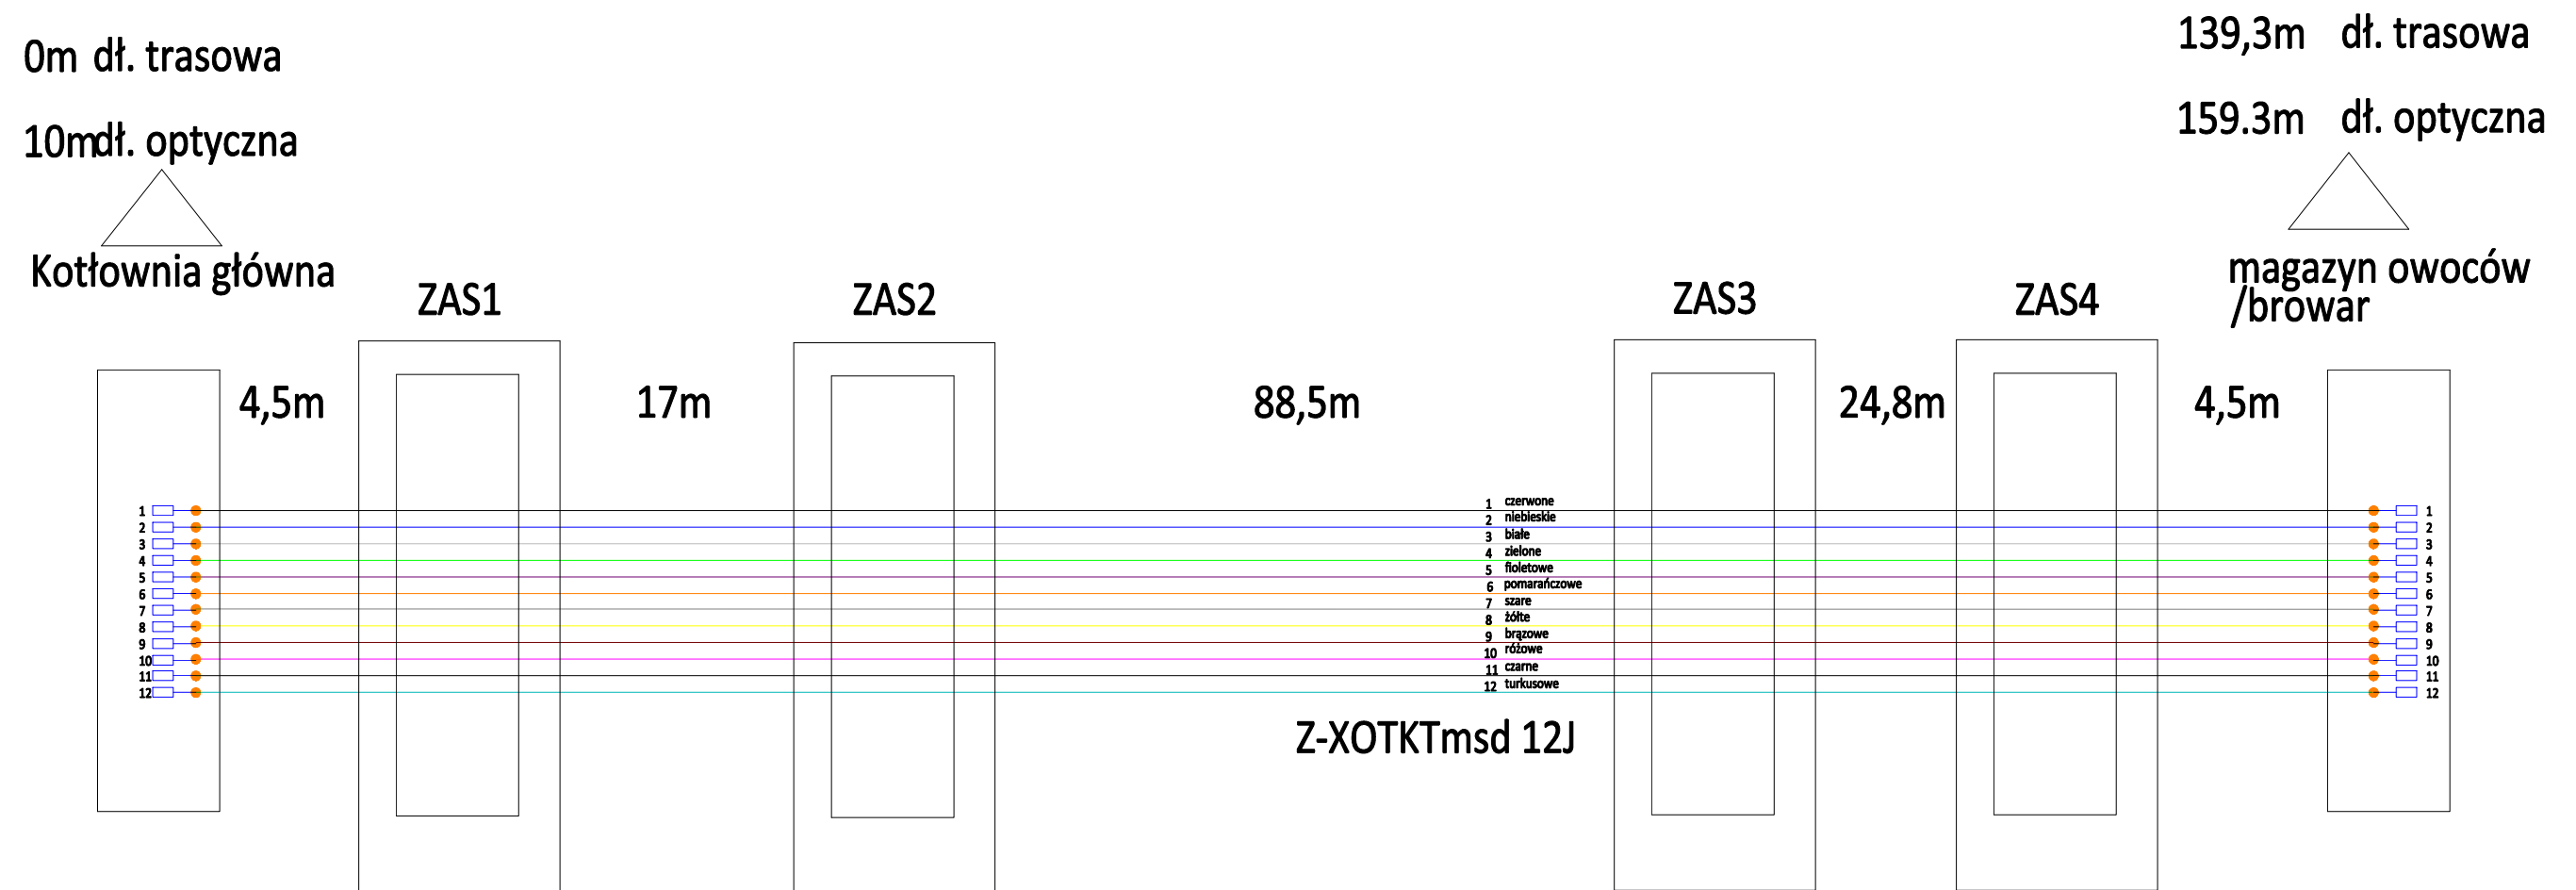 0m dł. trasowa
139,3m dł. trasowa
10m dł. optyczna
159.3m dł. optyczna
Kotłownia główna
magazyn owoców
/browar
ZAS1
ZAS2
ZAS3
ZAS4
4,5m
17m
88,5m
24,8m
4,5m
1 1 czerwone 1
2 2 niebieskie 2
3 3 białe 3
4 4 zielone 4
5 5 fioletowe 5
6 6 pomarańczowe 6
7 7 szare 7
8 8 żółte 8
9 9 brązowe 9
10 10 różowe 10
11 11 czarne 11
12 12 turkusowe 12
Z-XOTKTmsd 12J